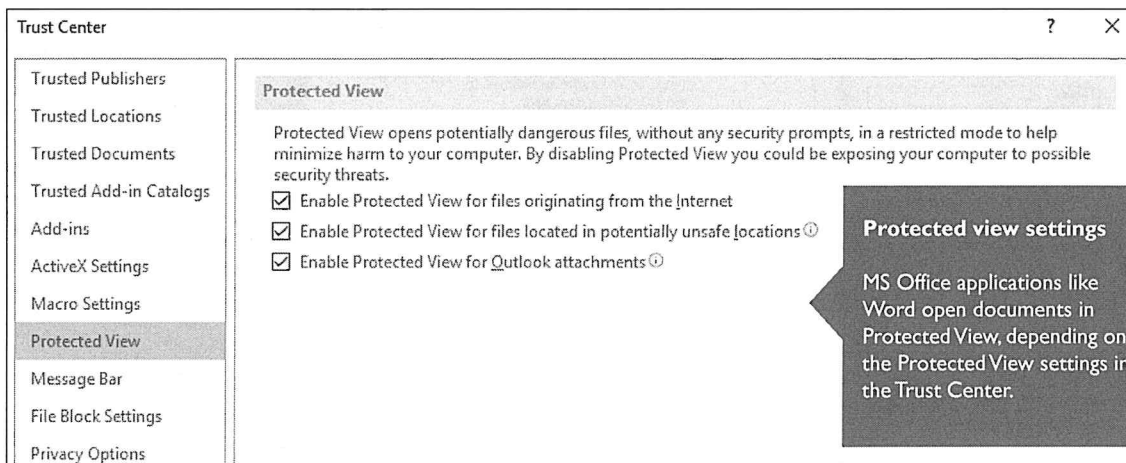 Trust Center
?
X
Trusted Publishers
Trusted Locations
Trusted Documents
Trusted Add-in Catalogs
Add-ins
ActiveX Settings
Macro Settings
Protected View
Message Bar
File Block Settings
Privacy Options
Protected View
Protected View opens potentially dangerous files, without any security prompts, in a restricted mode to help
minimize harm to your computer. By disabling Protected View you could be exposing your computer to possible
security threats.
Enable Protected View for files originating from the Internet
Enable Protected View for files located in potentially unsafe locations
Enable Protected View for Outlook attachments
Protected view settings
MS Office applications like
Word open documents in
Protected View, depending on
the Protected View settings in
the Trust Center.